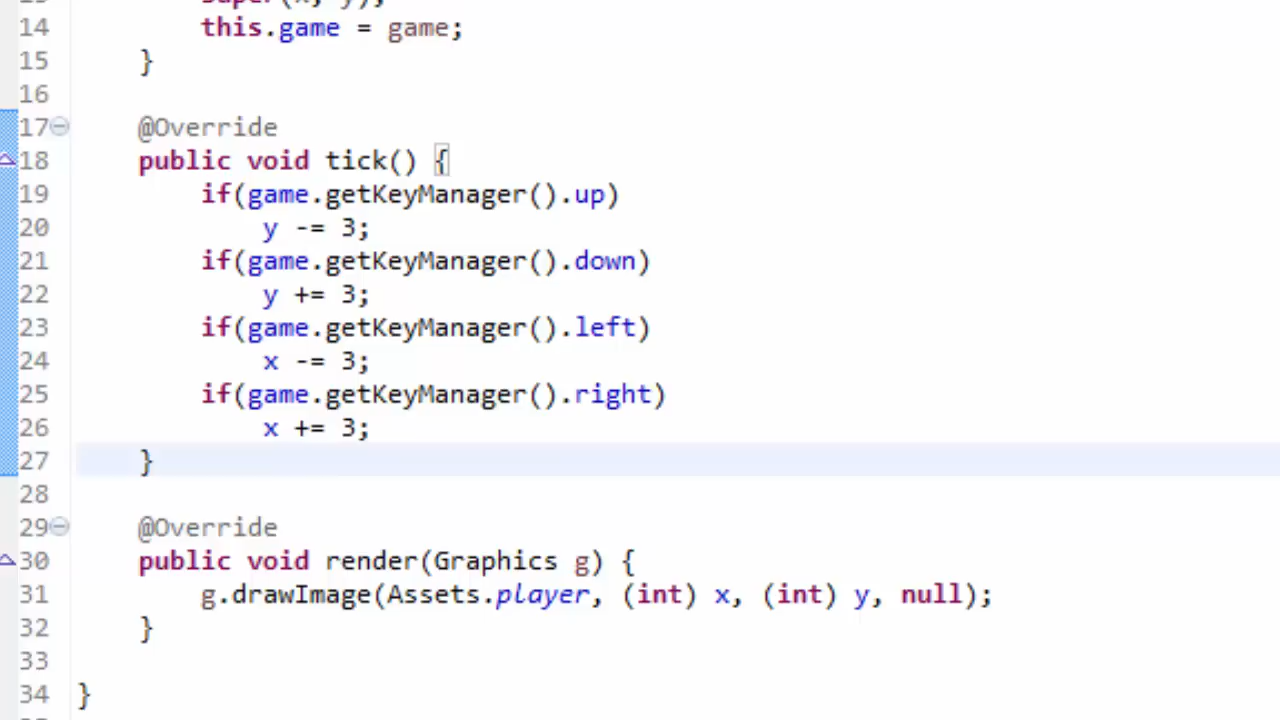 13 super(x, y);
14 this.game = game;
15 }
16
17 @Override
18 public void tick() {
19 if(game.getKeyManager().up)
20 y -= 3;
21 if(game.getKeyManager().down)
22 y += 3;
23 if(game.getKeyManager().left)
24 x -= 3;
25 if(game.getKeyManager().right)
26 x += 3;
27 }
28
29 @Override
30 public void render(Graphics g) {
31 g.drawImage(Assets.player, (int) x, (int) y, null);
32 }
33
34 }